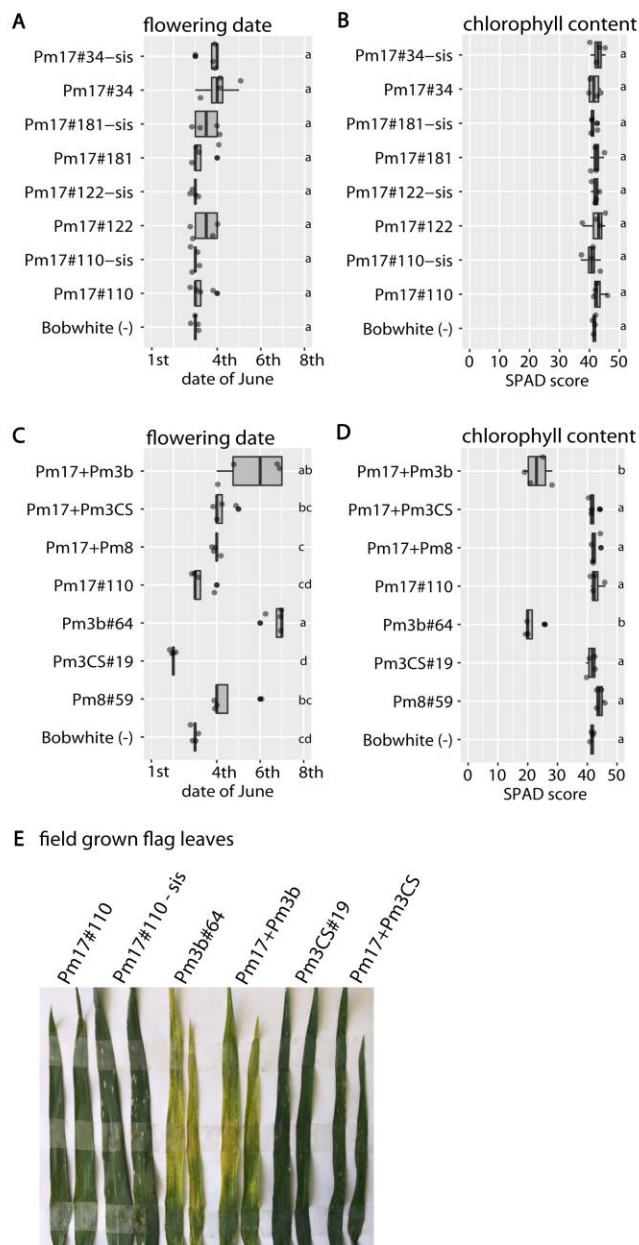 A flowering date
Pm17#34–sis a
Pm17#34 a
Pm17#181–sis a
Pm17#181 a
Pm17#122–sis a
Pm17#122 a
Pm17#110–sis a
Pm17#110 a
Bobwhite (-) a
1st 4th 6th 8th
date of June
B chlorophyll content
Pm17#34–sis a
Pm17#34 a
Pm17#181–sis a
Pm17#181 a
Pm17#122–sis a
Pm17#122 a
Pm17#110–sis a
Pm17#110 a
Bobwhite (-) a
0 10 20 30 40 50
SPAD score
C flowering date
Pm17+Pm3b ab
Pm17+Pm3CS bc
Pm17+Pm8 c
Pm17#110 cd
Pm3b#64 a
Pm3CS#19 d
Pm8#59 bc
Bobwhite (-) cd
1st 4th 6th 8th
date of June
D chlorophyll content
Pm17+Pm3b b
Pm17+Pm3CS a
Pm17+Pm8 a
Pm17#110 a
Pm3b#64 b
Pm3CS#19 a
Pm8#59 a
Bobwhite (-) a
0 10 20 30 40 50
SPAD score
E field grown flag leaves
Pm17#110
Pm17#110 - sis
Pm3b#64
Pm17+Pm3b
Pm3CS#19
Pm17+Pm3CS